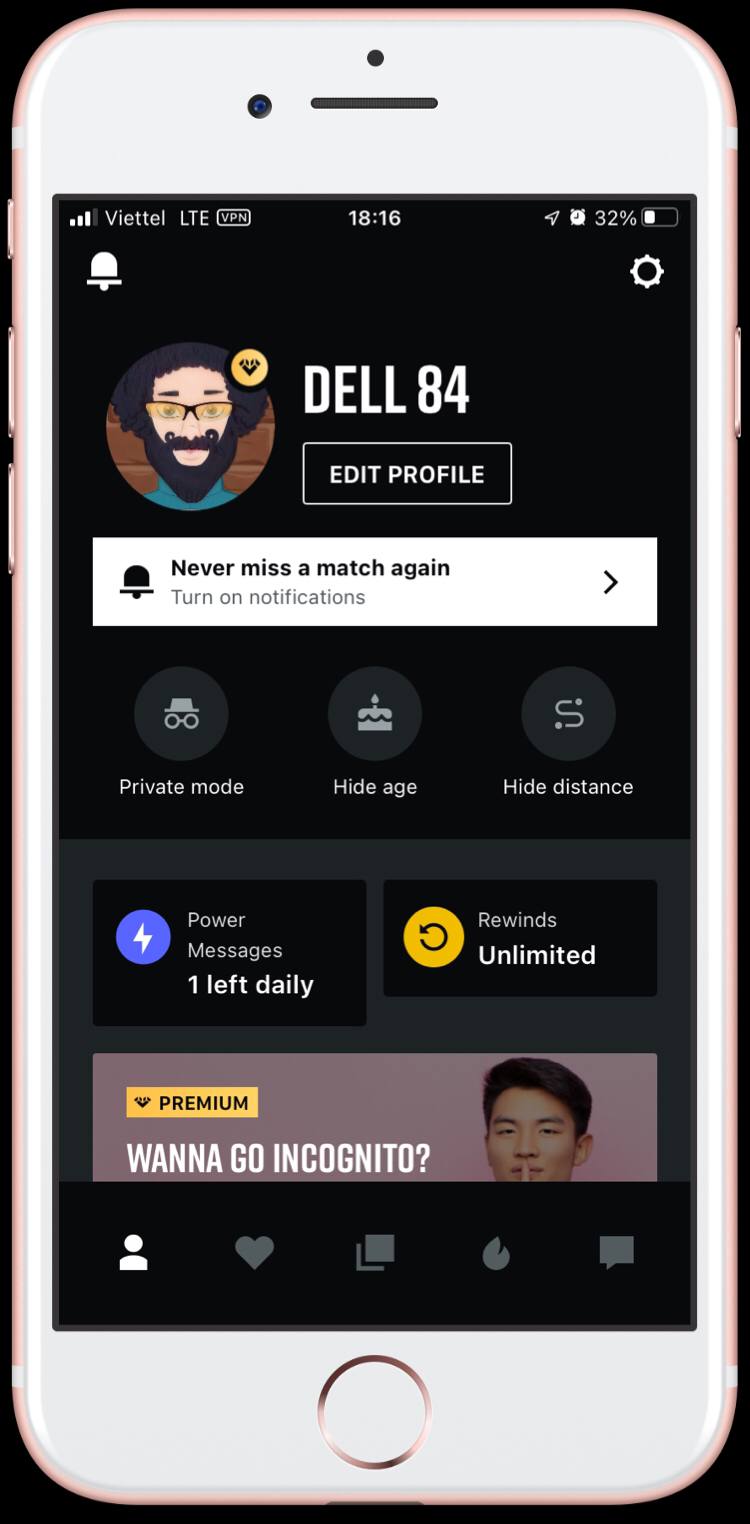 Viettel LTE VPN 18:16 32%
DELL 84
EDIT PROFILE
Never miss a match again
Turn on notifications
Private mode Hide age Hide distance
Power
Messages
1 left daily
Rewinds
Unlimited
PREMIUM
WANNA GO INCOGNITO?